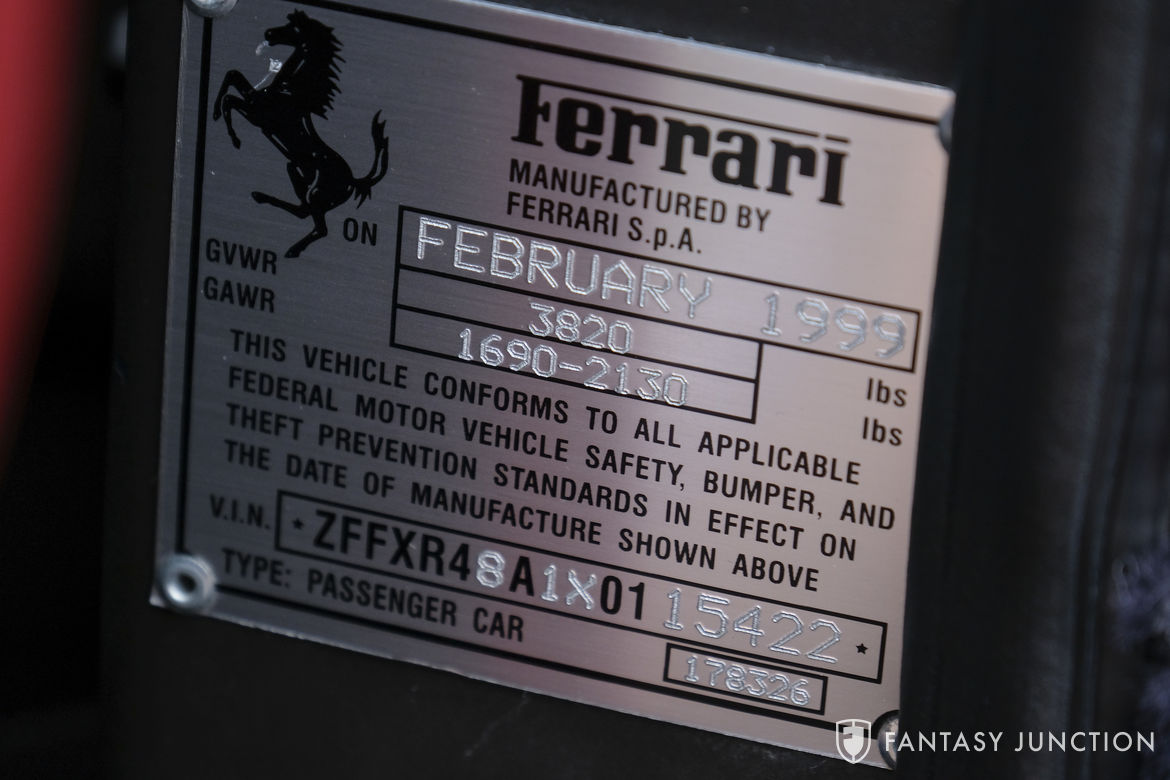 Ferrari
MANUFACTURED BY
FERRARI S.p.A.
ON FEBRUARY 1999
GVWR 3820 lbs
GAWR 1690-2130 lbs
THIS VEHICLE CONFORMS TO ALL APPLICABLE
FEDERAL MOTOR VEHICLE SAFETY, BUMPER, AND
THEFT PREVENTION STANDARDS IN EFFECT ON
THE DATE OF MANUFACTURE SHOWN ABOVE
V.I.N. ★ ZFFXR48A1X0115422 ★
TYPE: PASSENGER CAR
178326
FANTASY JUNCTION